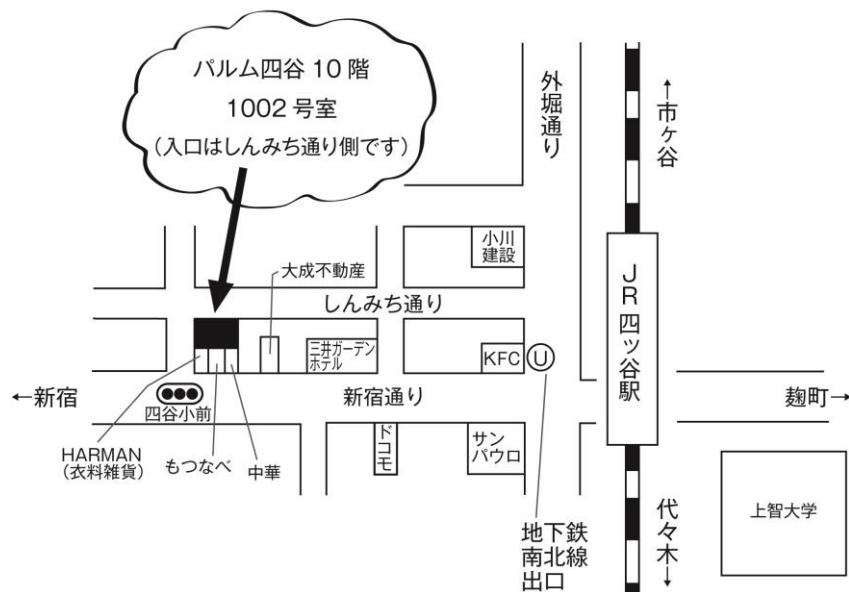 パルム四谷 10 階
1002 号室
(入口はしんみち通り側です)
外堀通り
←市ヶ谷
小川
建設
大成不動産
しんみち通り
JR 四ッ谷駅
三井ガーデン
ホテル
KFC
U
←新宿
四谷小前
新宿通り
麹町→
HARMAN
(衣料雑貨)
もつなべ
中華
ドコモ
サン
パウロ
地下鉄
南北線
出口
代々木→
上智大学